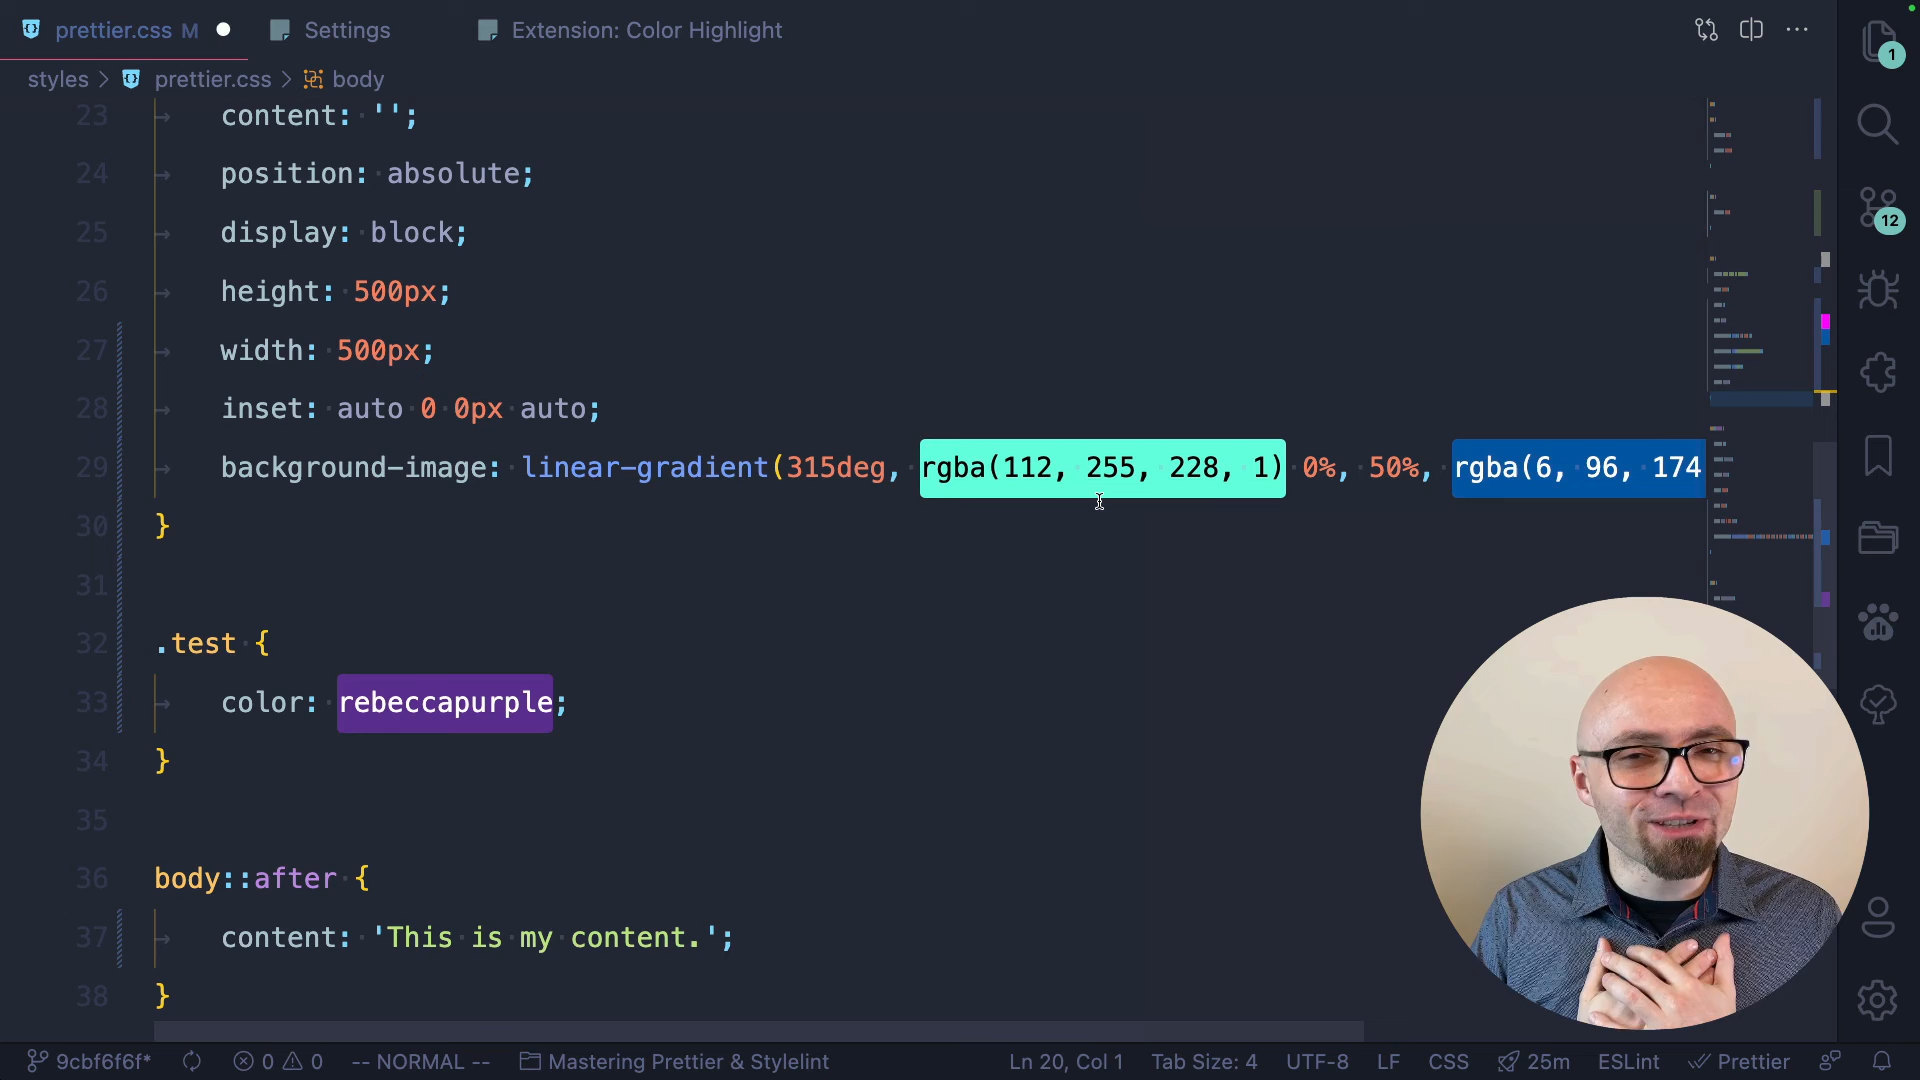 prettier.css M
Settings
Extension: Color Highlight
styles > prettier.css > body
1
12
23 content: '';
24 position: absolute;
25 display: block;
26 height: 500px;
27 width: 500px;
28 inset: auto 0 0px auto;
29 background-image: linear-gradient(315deg, rgba(112, 255, 228, 1) 0%, 50%, rgba(6, 96, 174
30 }
31
32 .test {
33 color: rebeccapurple;
34 }
35
36 body::after {
37 content: 'This is my content.';
38 }
9cbf6f6f* 0 0 -- NORMAL -- Mastering Prettier & Stylelint Ln 20, Col 1 Tab Size: 4 UTF-8 LF CSS 25m ESLint Prettier